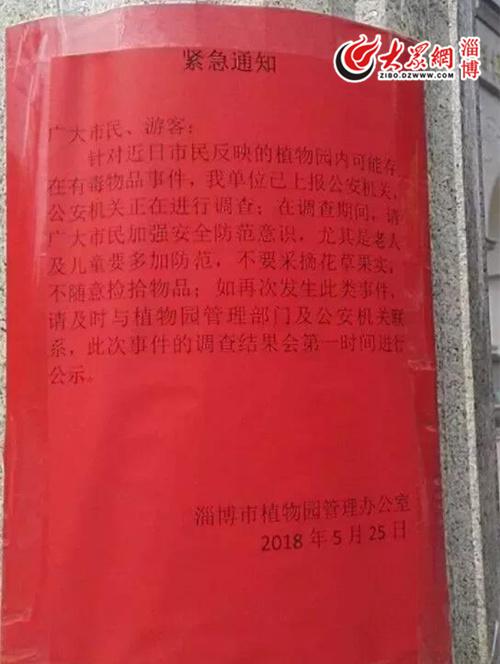 大众網 淄博
ZIBO.DZWWW.COM
紧急通知
广大市民、游客：
针对近日市民反映的植物园内可能存
在有毒物品事件，我单位已上报公安机关，
公安机关正在进行调查；在调查期间，请
广大市民加强安全防范意识，尤其是老人
及儿童要多加防范，不要采摘花草果实，
不随意捡拾物品；如再次发生此类事件，
请及时与植物园管理部门及公安机关联
系，此次事件的调查结果会第一时间进行
公示。
淄博市植物园管理办公室
2018年5月25日